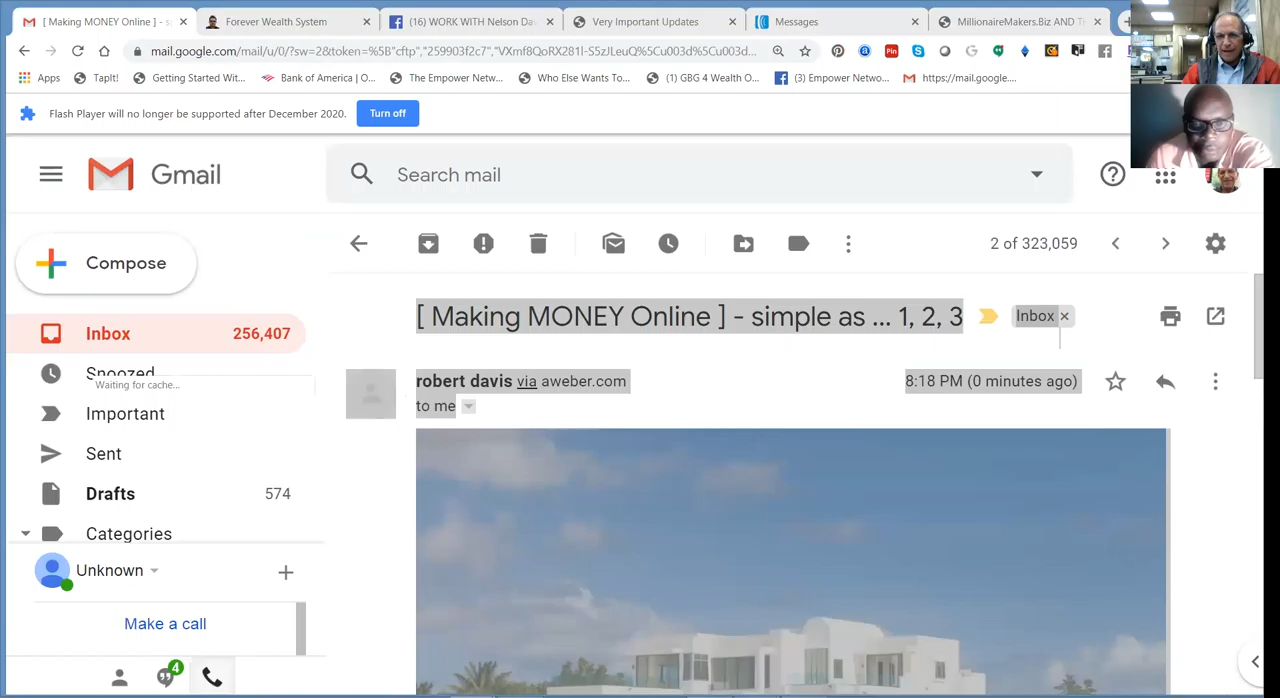 [ Making MONEY Online ] - s
Forever Wealth System
(16) WORK WITH Nelson Da
Very Important Updates
Messages
MillionaireMakers.Biz AND T
mail.google.com/mail/u/0/?sw=2&token=%5B"cftp","259903f2c7","VXmf8QoRX281l-S5zJLeuQ%5Cu003d%5Cu003d...
Apps
TapIt!
Getting Started Wit...
Bank of America | O...
The Empower Netw...
Who Else Wants To...
(1) GBG 4 Wealth O...
(3) Empower Netwo...
https://mail.google....
Flash Player will no longer be supported after December 2020.
Turn off
Gmail
Search mail
Compose
2 of 323,059
[ Making MONEY Online ] - simple as ... 1, 2, 3
Inbox
Inbox 256,407
Snoozed
Waiting for cache...
robert davis via aweber.com
8:18 PM (0 minutes ago)
to me
Important
Sent
Drafts 574
Categories
Unknown
Make a call
4